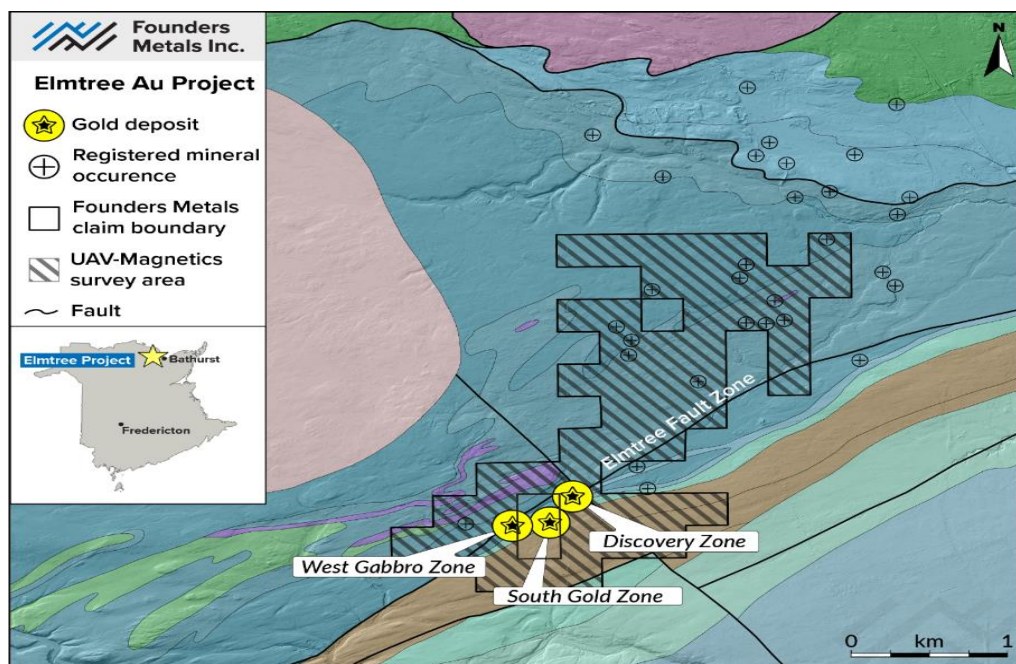 Founders
Metals Inc.
Elmtree Au Project
Gold deposit
Registered mineral
occurence
Founders Metals
claim boundary
UAV-Magnetics
survey area
Fault
Elmtree Project
Bathurst
Fredericton
N
Elmtree Fault Zone
Discovery Zone
West Gabbro Zone
South Gold Zone
0 km 1